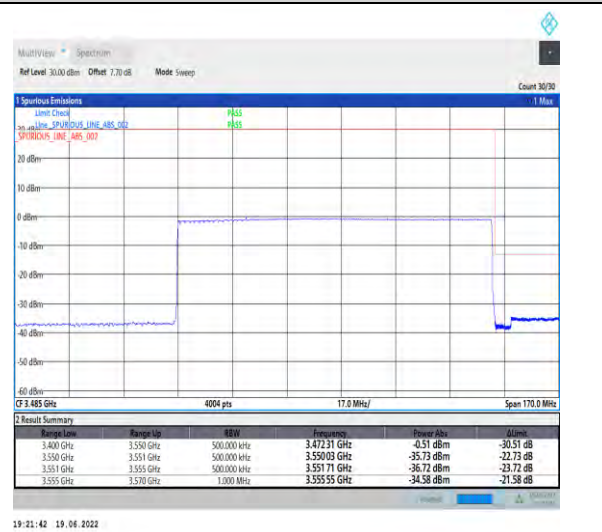 MultiView Spectrum
Ref Level 30.00 dBm Offset 7.70 dB Mode Sweep
Count 30/30
1 Spurious Emissions 1 Max
Limit Check PASS
Line _SPURIOUS_LINE_ABS_002 PASS
_SPURIOUS_LINE_ABS_002
20 dBm
10 dBm
0 dBm
-10 dBm
-20 dBm
-30 dBm
-40 dBm
-50 dBm
-60 dBm
CF 3.485 GHz 4004 pts 17.0 MHz/ Span 170.0 MHz
2 Result Summary
Range Low Range Up RBW Frequency Power Abs ΔLimit
3.400 GHz 3.550 GHz 500.000 kHz 3.47231 GHz -0.51 dBm -30.51 dB
3.550 GHz 3.551 GHz 500.000 kHz 3.55003 GHz -35.73 dBm -22.73 dB
3.551 GHz 3.555 GHz 500.000 kHz 3.55171 GHz -36.72 dBm -23.72 dB
3.555 GHz 3.570 GHz 1.000 MHz 3.55555 GHz -34.58 dBm -21.58 dB
19:21:42 19.06.2022